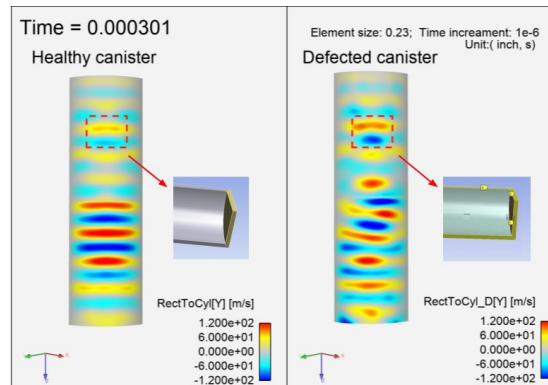 Time = 0.000301
Healthy canister
Element size: 0.23; Time increament: 1e-6
Unit:( inch, s)
Defected canister
RectToCyl[Y] [m/s]
1.200e+02
6.000e+01
0.000e+00
-6.000e+01
-1.200e+02
RectToCyl_D[Y] [m/s]
1.200e+02
6.000e+01
0.000e+00
-6.000e+01
-1.200e+02